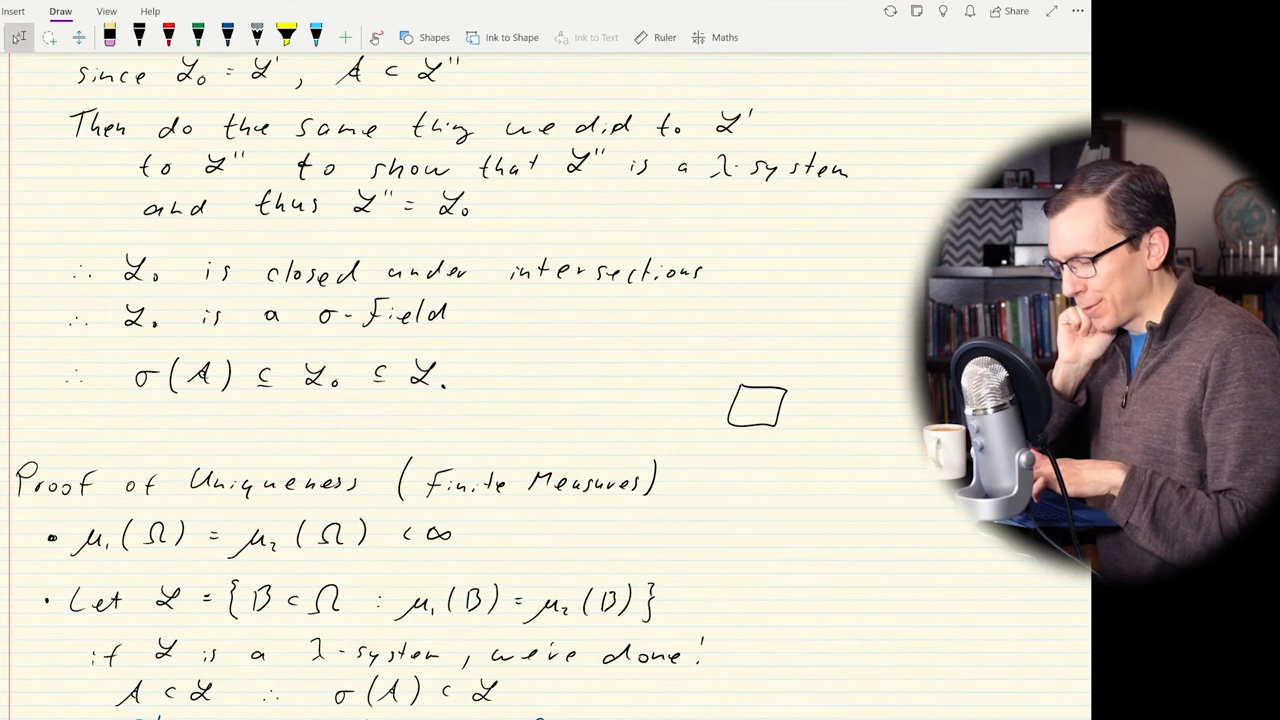 Insert Draw View Help Share
Shapes Ink to Shape Ink to Text Ruler Maths
since ℒ₀ = ℒ', 𝒜 ⊂ ℒ''
Then do the same thing we did to ℒ'
to ℒ'' to show that ℒ'' is a λ-system
and thus ℒ'' = ℒ₀
∴ ℒ₀ is closed under intersections
∴ ℒ₀ is a σ-field
∴ σ(𝒜) ⊆ ℒ₀ ⊆ ℒ.
Proof of Uniqueness (Finite Measures)
• μ₁(Ω) = μ₂(Ω) < ∞
• Let ℒ = {B ⊂ Ω : μ₁(B) = μ₂(B)}
if ℒ is a λ-system, we've done!
𝒜 ⊂ ℒ ∴ σ(𝒜) ⊂ ℒ